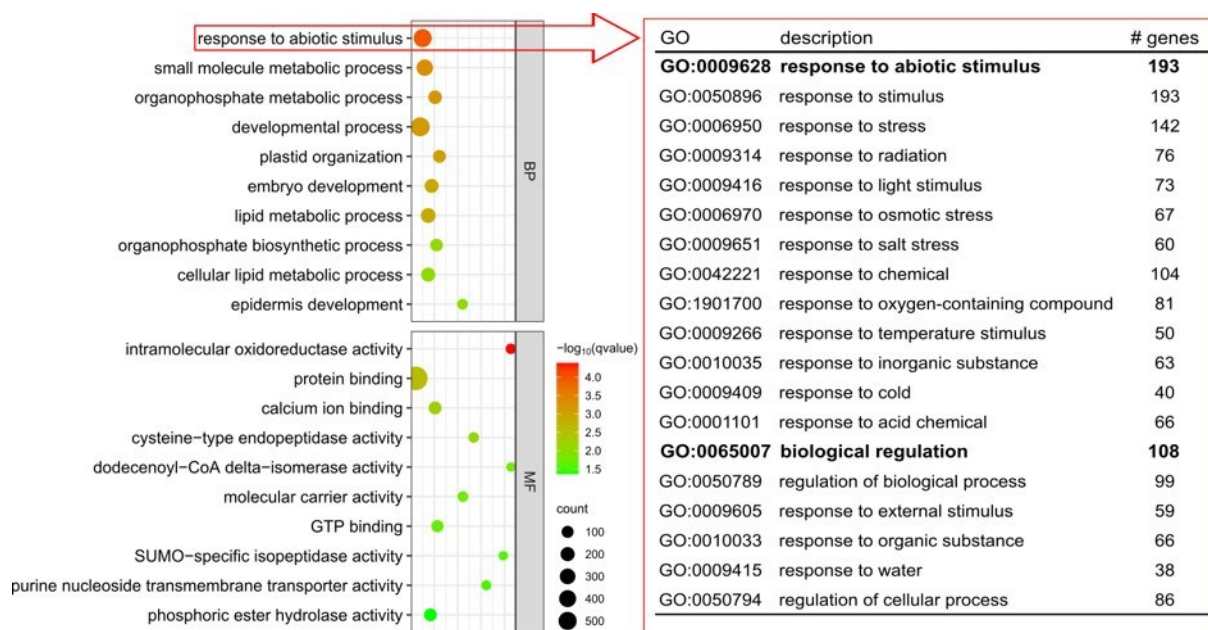 response to abiotic stimulus
small molecule metabolic process
organophosphate metabolic process
developmental process
plastid organization
embryo development
lipid metabolic process
organophosphate biosynthetic process
cellular lipid metabolic process
epidermis development
BP
intramolecular oxidoreductase activity
protein binding
calcium ion binding
cysteine−type endopeptidase activity
dodecenoyl−CoA delta−isomerase activity
molecular carrier activity
GTP binding
SUMO−specific isopeptidase activity
purine nucleoside transmembrane transporter activity
phosphoric ester hydrolase activity
MF
−log10(qvalue)
4.0
3.5
3.0
2.5
2.0
1.5
count
100
200
300
400
500
GO description # genes
GO:0009628 response to abiotic stimulus 193
GO:0050896 response to stimulus 193
GO:0006950 response to stress 142
GO:0009314 response to radiation 76
GO:0009416 response to light stimulus 73
GO:0006970 response to osmotic stress 67
GO:0009651 response to salt stress 60
GO:0042221 response to chemical 104
GO:1901700 response to oxygen-containing compound 81
GO:0009266 response to temperature stimulus 50
GO:0010035 response to inorganic substance 63
GO:0009409 response to cold 40
GO:0001101 response to acid chemical 66
GO:0065007 biological regulation 108
GO:0050789 regulation of biological process 99
GO:0009605 response to external stimulus 59
GO:0010033 response to organic substance 66
GO:0009415 response to water 38
GO:0050794 regulation of cellular process 86